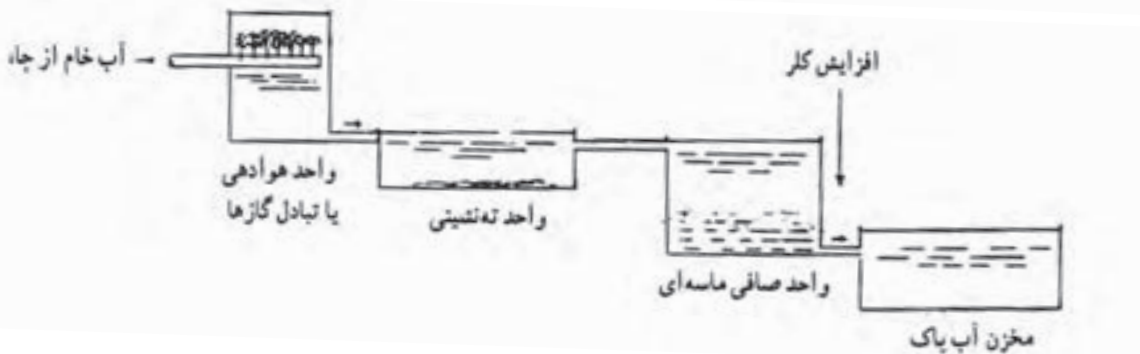 آب خام از چاه
افزایش کلر
واحد هوادهی
یا تبادل گازها
واحد ته‌نشینی
واحد صافی ماسه‌ای
مخزن آب پاک